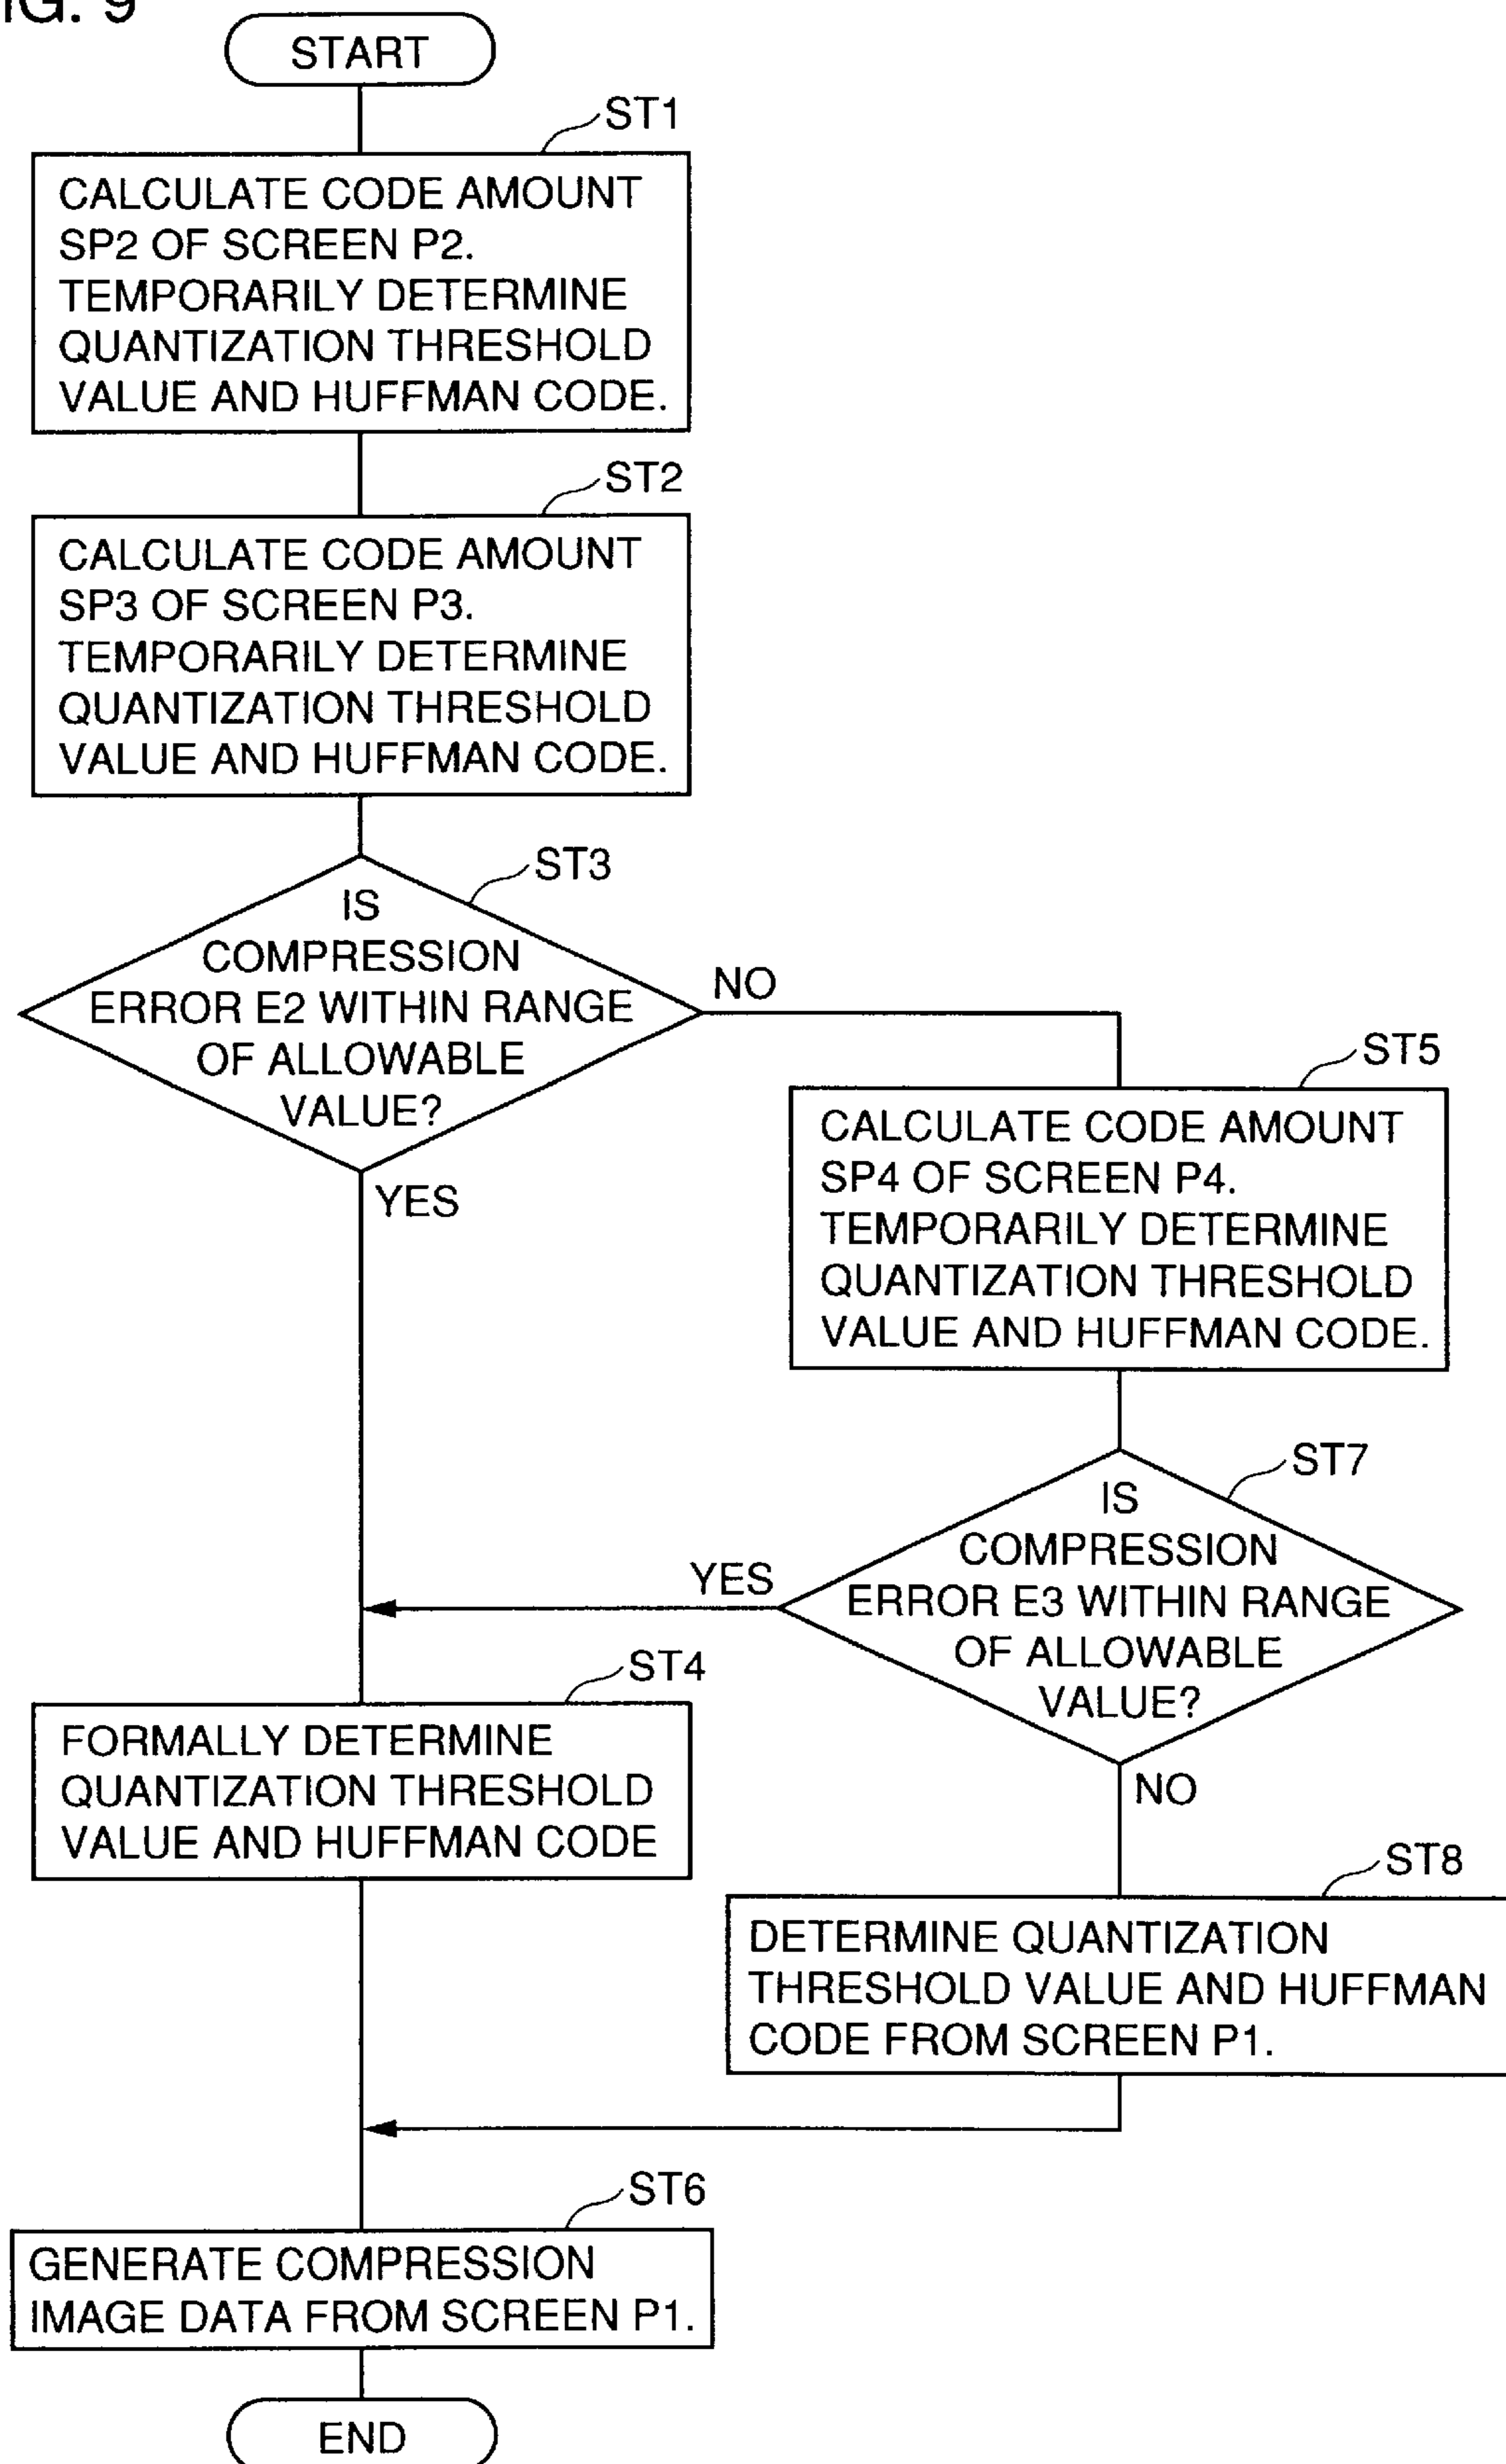 IG. 9
START
ST1
CALCULATE CODE AMOUNT
SP2 OF SCREEN P2.
TEMPORARILY DETERMINE
QUANTIZATION THRESHOLD
VALUE AND HUFFMAN CODE.
ST2
CALCULATE CODE AMOUNT
SP3 OF SCREEN P3.
TEMPORARILY DETERMINE
QUANTIZATION THRESHOLD
VALUE AND HUFFMAN CODE.
ST3
IS
COMPRESSION
ERROR E2 WITHIN RANGE
OF ALLOWABLE
VALUE?
NO
YES
ST5
CALCULATE CODE AMOUNT
SP4 OF SCREEN P4.
TEMPORARILY DETERMINE
QUANTIZATION THRESHOLD
VALUE AND HUFFMAN CODE.
ST7
IS
COMPRESSION
ERROR E3 WITHIN RANGE
OF ALLOWABLE
VALUE?
YES
NO
ST4
FORMALLY DETERMINE
QUANTIZATION THRESHOLD
VALUE AND HUFFMAN CODE
ST8
DETERMINE QUANTIZATION
THRESHOLD VALUE AND HUFFMAN
CODE FROM SCREEN P1.
ST6
GENERATE COMPRESSION
IMAGE DATA FROM SCREEN P1.
END